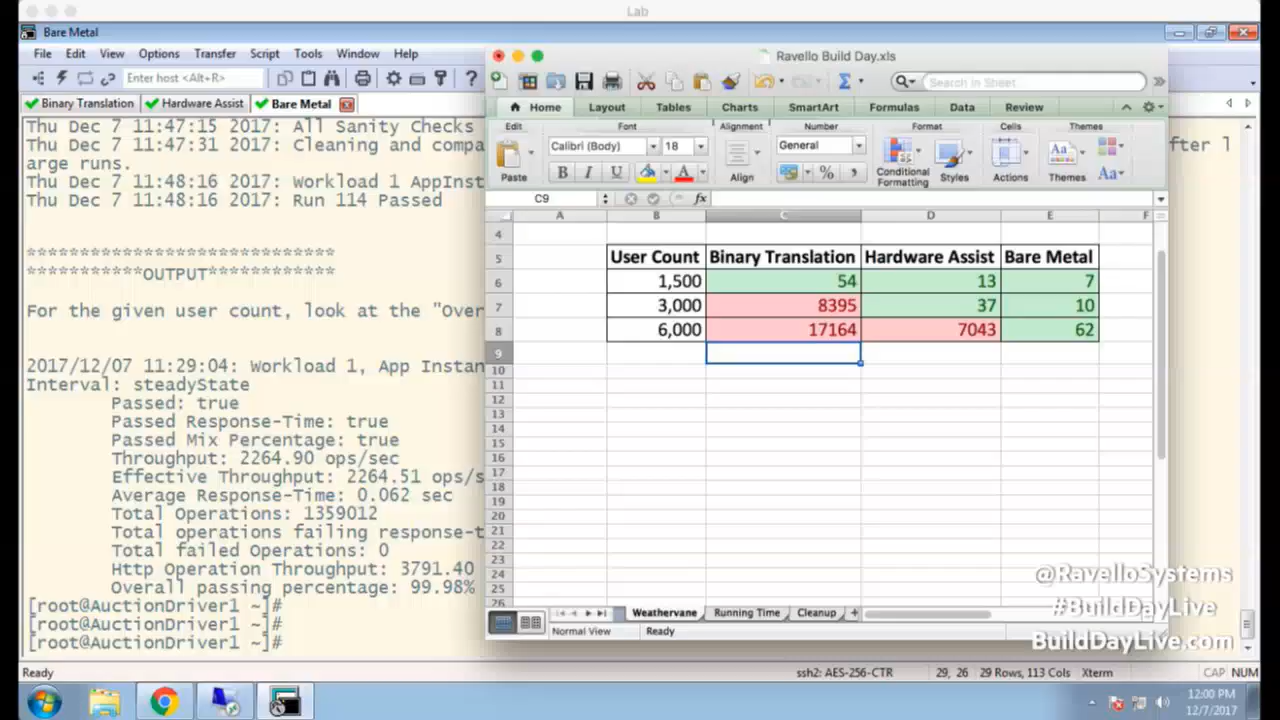 Lab
Bare Metal
File Edit View Options Transfer Script Tools Window Help
Enter host <Alt+R>
Binary Translation Hardware Assist Bare Metal
Thu Dec 7 11:47:15 2017: All Sanity Checks
Thu Dec 7 11:47:31 2017: Cleaning and compa
fter l
arge runs.
Thu Dec 7 11:48:16 2017: Workload 1 AppInst
Thu Dec 7 11:48:16 2017: Run 114 Passed
*****************************
***********OUTPUT************
For the given user count, look at the "Over
2017/12/07 11:29:04: Workload 1, App Instan
Interval: steadyState
Passed: true
Passed Response-Time: true
Passed Mix Percentage: true
Throughput: 2264.90 ops/sec
Effective Throughput: 2264.51 ops/s
Average Response-Time: 0.062 sec
Total Operations: 1359012
Total operations failing response-t
Total failed Operations: 0
Http Operation Throughput: 3791.40
Overall passing percentage: 99.98%
[root@AuctionDriver1 ~]#
[root@AuctionDriver1 ~]#
[root@AuctionDriver1 ~]#
Ravello Build Day.xls
Search in Sheet
Home Layout Tables Charts SmartArt Formulas Data Review
Edit Font Alignment Number Format Cells Themes
Calibri (Body) 18 General
B I U A
Paste Align % Conditional Formatting Styles Actions Themes
C9 fx
A B C D E F
4
5 User Count Binary Translation Hardware Assist Bare Metal
6 1,500 54 13 7
7 3,000 8395 37 10
8 6,000 17164 7043 62
9
10
11
12
13
14
15
16
17
18
19
20
21
22
23
24
25
26
Weathervane Running Time Cleanup +
Normal View Ready
@RavelloSystems
#BuildDayLive
BuildDayLive.com
Ready ssh2: AES-256-CTR 29, 26 29 Rows, 113 Cols Xterm CAP NUM
12:00 PM
12/7/2017